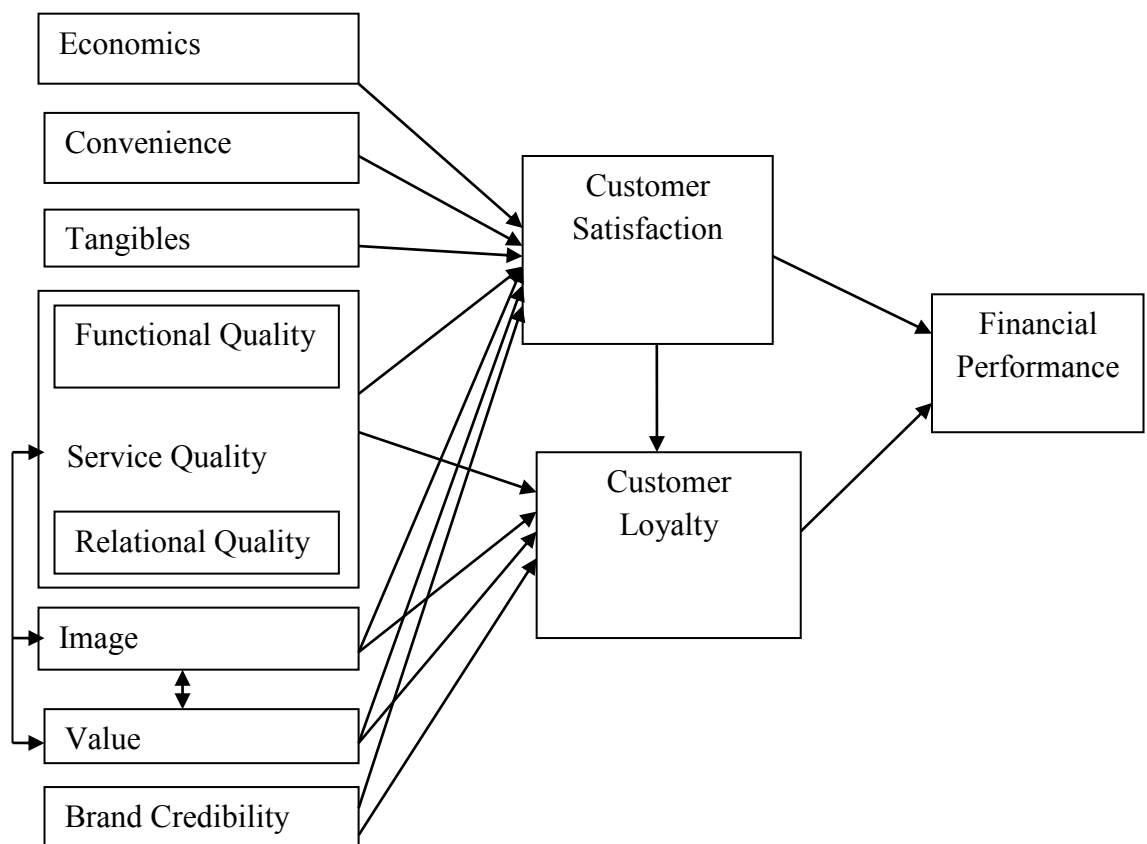 Economics
Convenience
Tangibles
Functional Quality
Service Quality
Relational Quality
Image
Value
Brand Credibility
Customer
Satisfaction
Customer
Loyalty
Financial
Performance